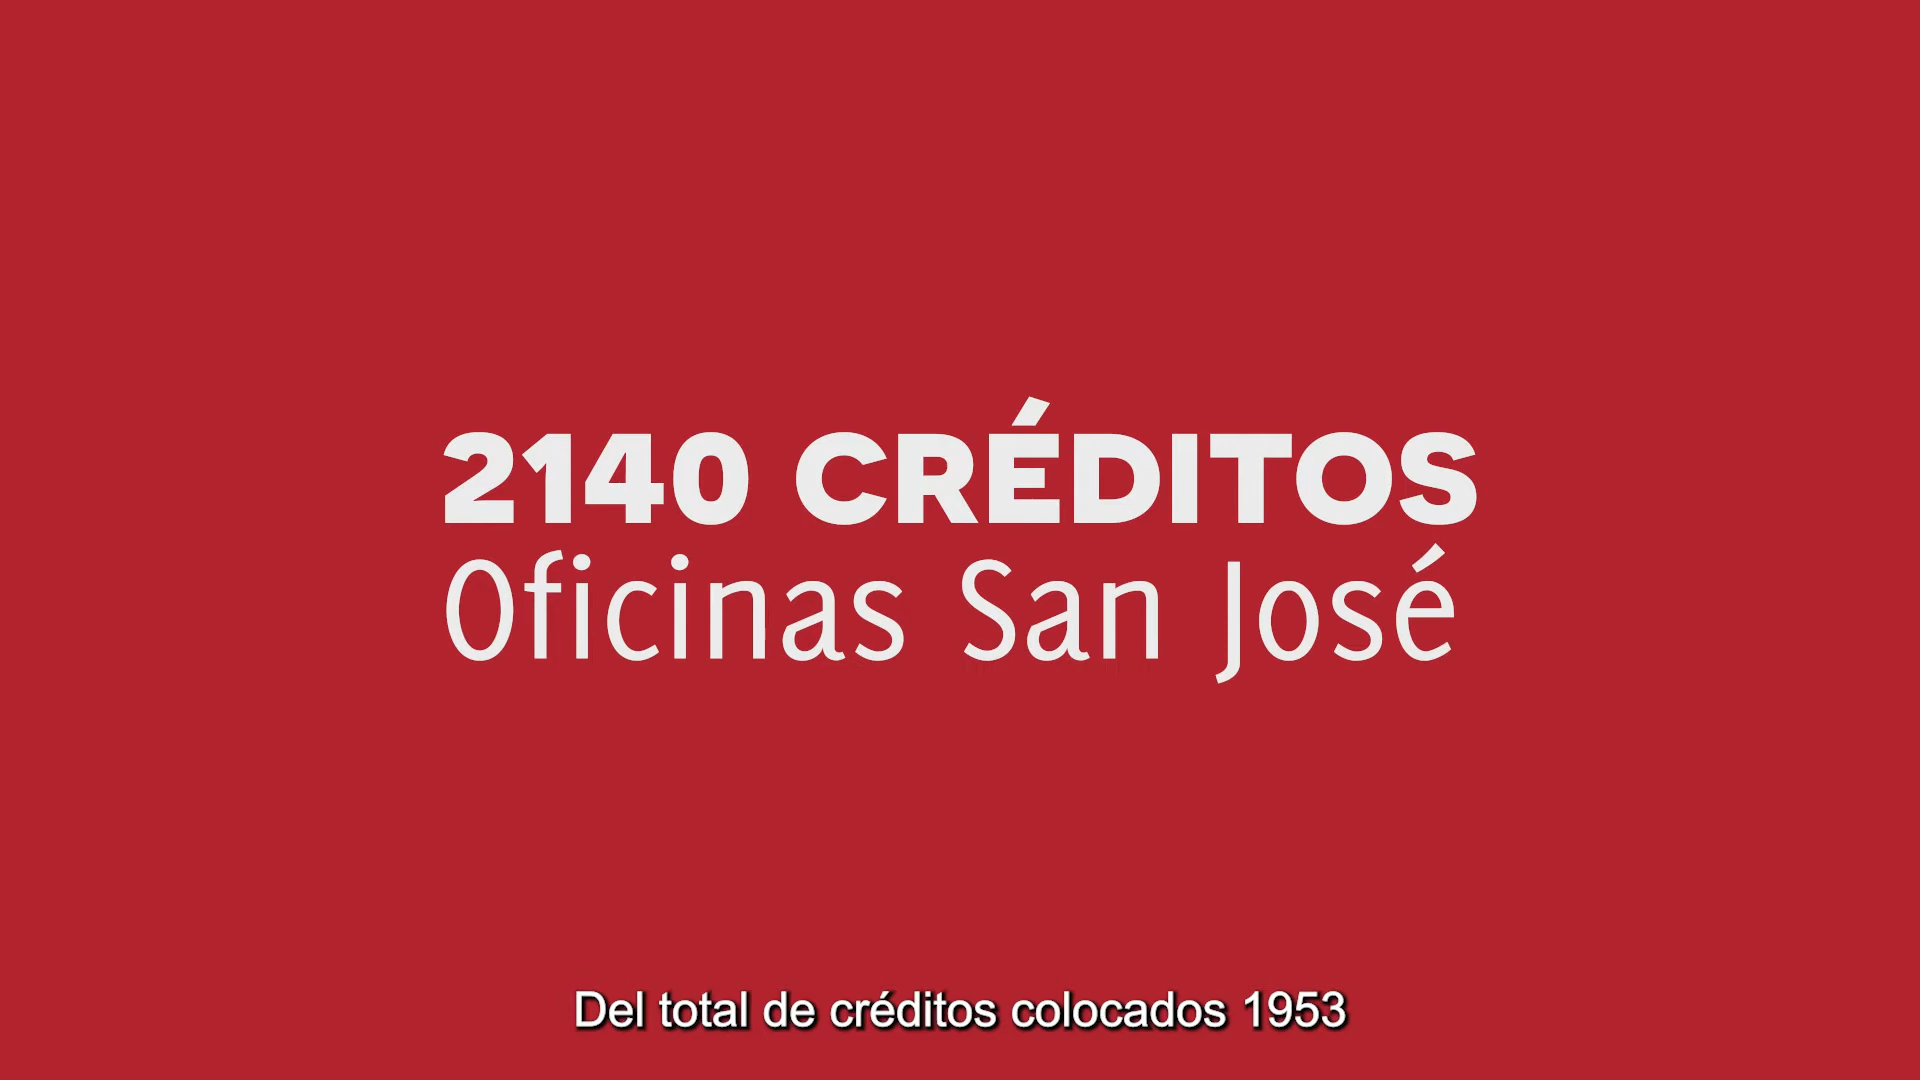 2140 CRÉDITOS
Oficinas San José
Del total de créditos colocados 1953